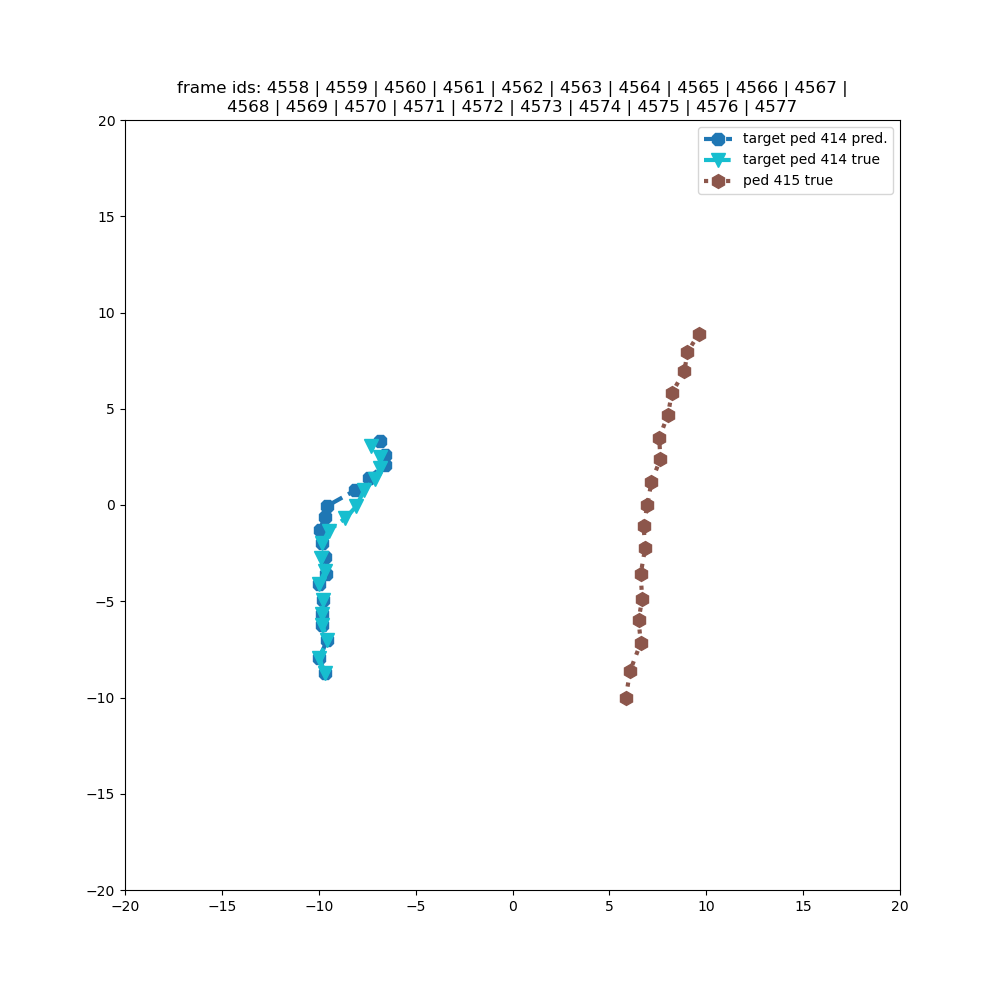 frame ids: 4558 | 4559 | 4560 | 4561 | 4562 | 4563 | 4564 | 4565 | 4566 | 4567 |
4568 | 4569 | 4570 | 4571 | 4572 | 4573 | 4574 | 4575 | 4576 | 4577
target ped 414 pred.
target ped 414 true
ped 415 true
20
15
10
5
0
−5
−10
−15
−20
−20 −15 −10 −5 0 5 10 15 20